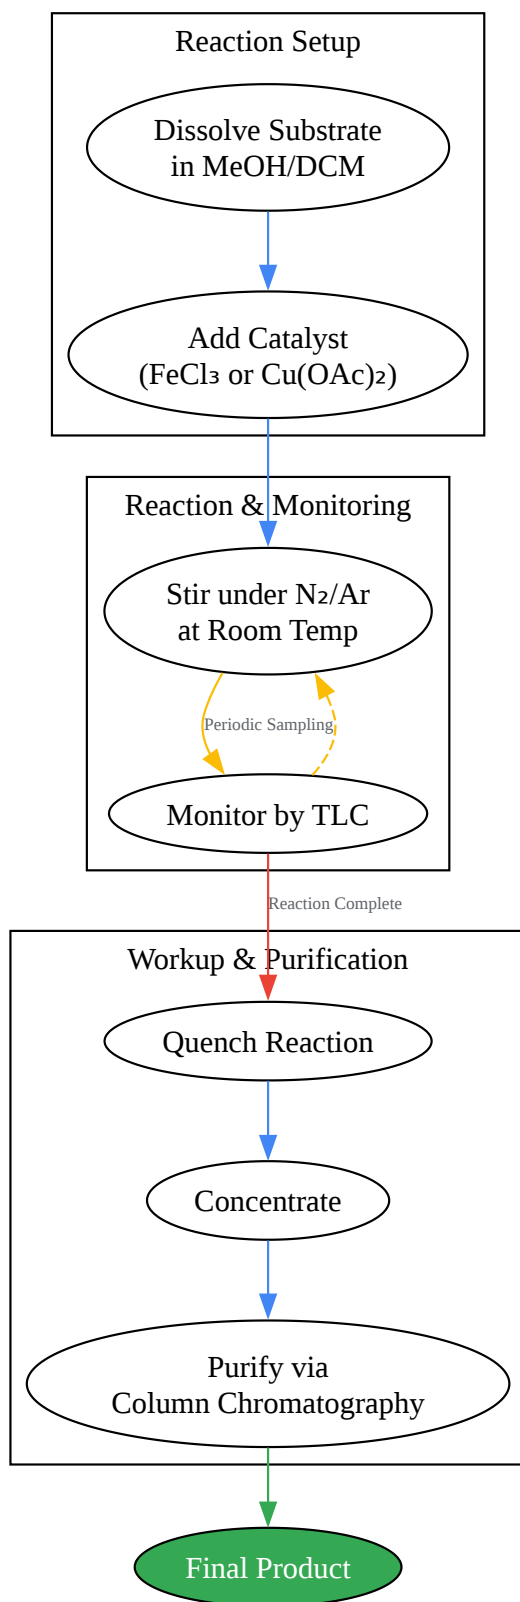 Reaction Setup
Dissolve Substrate
in MeOH/DCM
Add Catalyst
(FeCl₃ or Cu(OAc)₂)
Reaction & Monitoring
Stir under N₂/Ar
at Room Temp
Periodic Sampling
Monitor by TLC
Reaction Complete
Workup & Purification
Quench Reaction
Concentrate
Purify via
Column Chromatography
Final Product